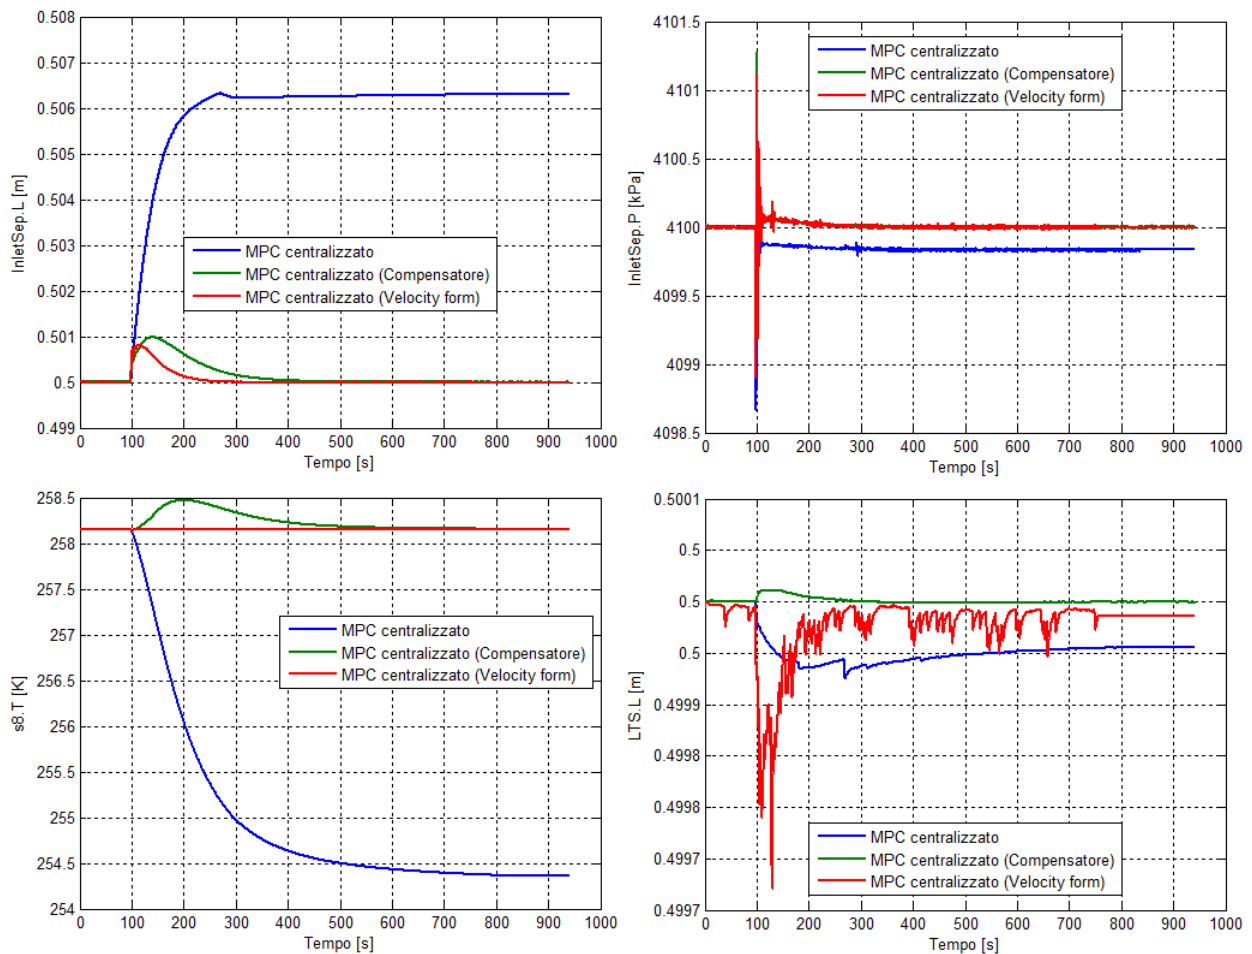 0.508
0.507
0.506
0.505
0.504
0.503
0.502
0.501
0.5
0.499
InletSep.L [m]
MPC centralizzato
MPC centralizzato (Compensatore)
MPC centralizzato (Velocity form)
0 100 200 300 400 500 600 700 800 900 1000
Tempo [s]
4101.5
4101
4100.5
4100
4099.5
4099
4098.5
InletSep.P [kPa]
MPC centralizzato
MPC centralizzato (Compensatore)
MPC centralizzato (Velocity form)
0 100 200 300 400 500 600 700 800 900 1000
Tempo [s]
258.5
258
257.5
257
256.5
256
255.5
255
254.5
254
s8.T [K]
MPC centralizzato
MPC centralizzato (Compensatore)
MPC centralizzato (Velocity form)
0 100 200 300 400 500 600 700 800 900 1000
Tempo [s]
0.5001
0.5
0.5
0.5
0.4999
0.4998
0.4998
0.4997
0.4997
LTS.L [m]
MPC centralizzato
MPC centralizzato (Compensatore)
MPC centralizzato (Velocity form)
0 100 200 300 400 500 600 700 800 900 1000
Tempo [s]